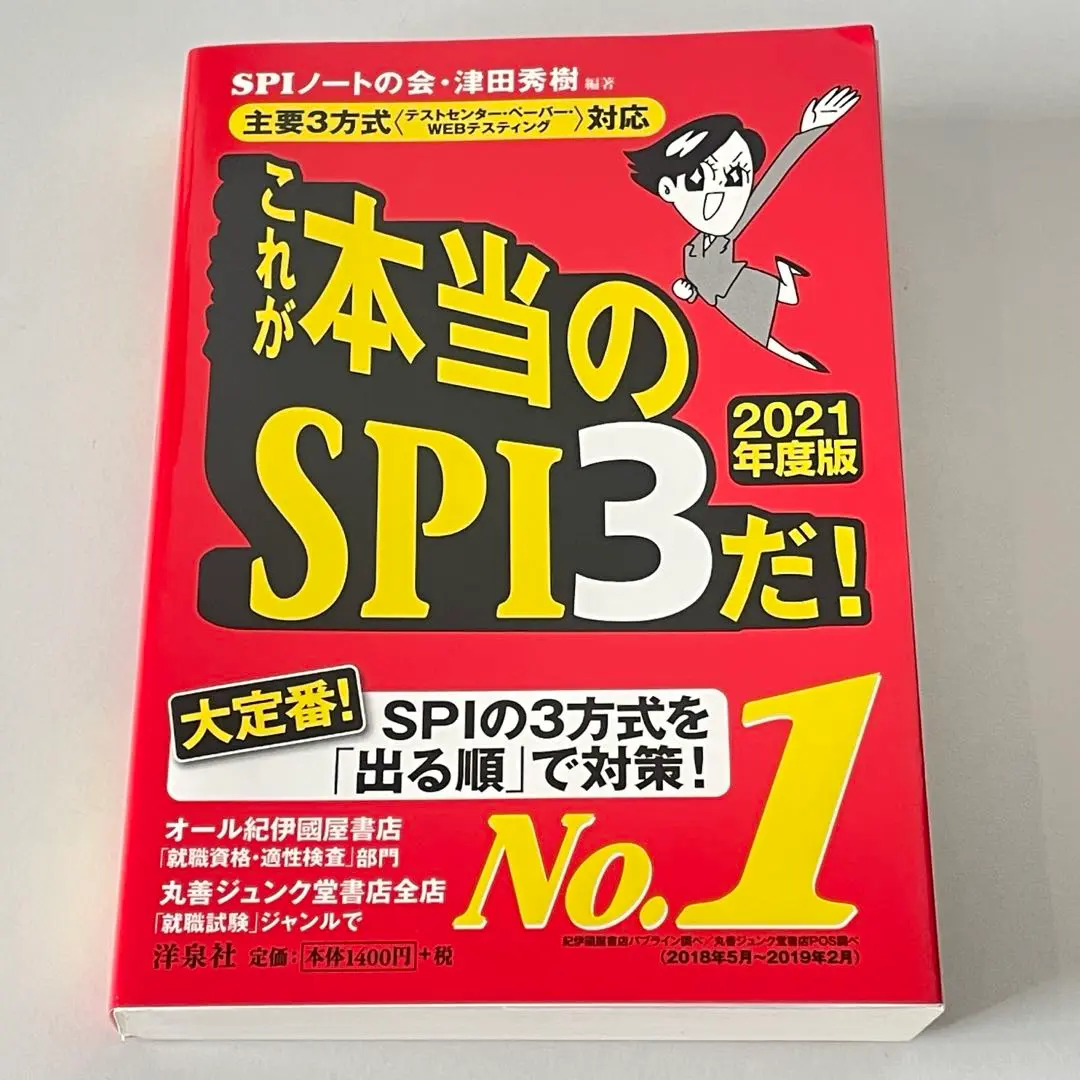 SPIノートの会・津田秀樹 編著
主要3方式〈テストセンター・ペーパー・WEBテスティング〉対応
これが
本当の
SPI3だ!
2021
年度版
大定番!
SPIの3方式を
「出る順」で対策!
No.1
オール紀伊國屋書店
「就職資格・適性検査」部門
丸善ジュンク堂書店全店
「就職試験」ジャンルで
紀伊國屋書店パブライン調べ/丸善ジュンク堂書店POS調べ
(2018年5月~2019年2月)
洋泉社 定価:本体1400円+税